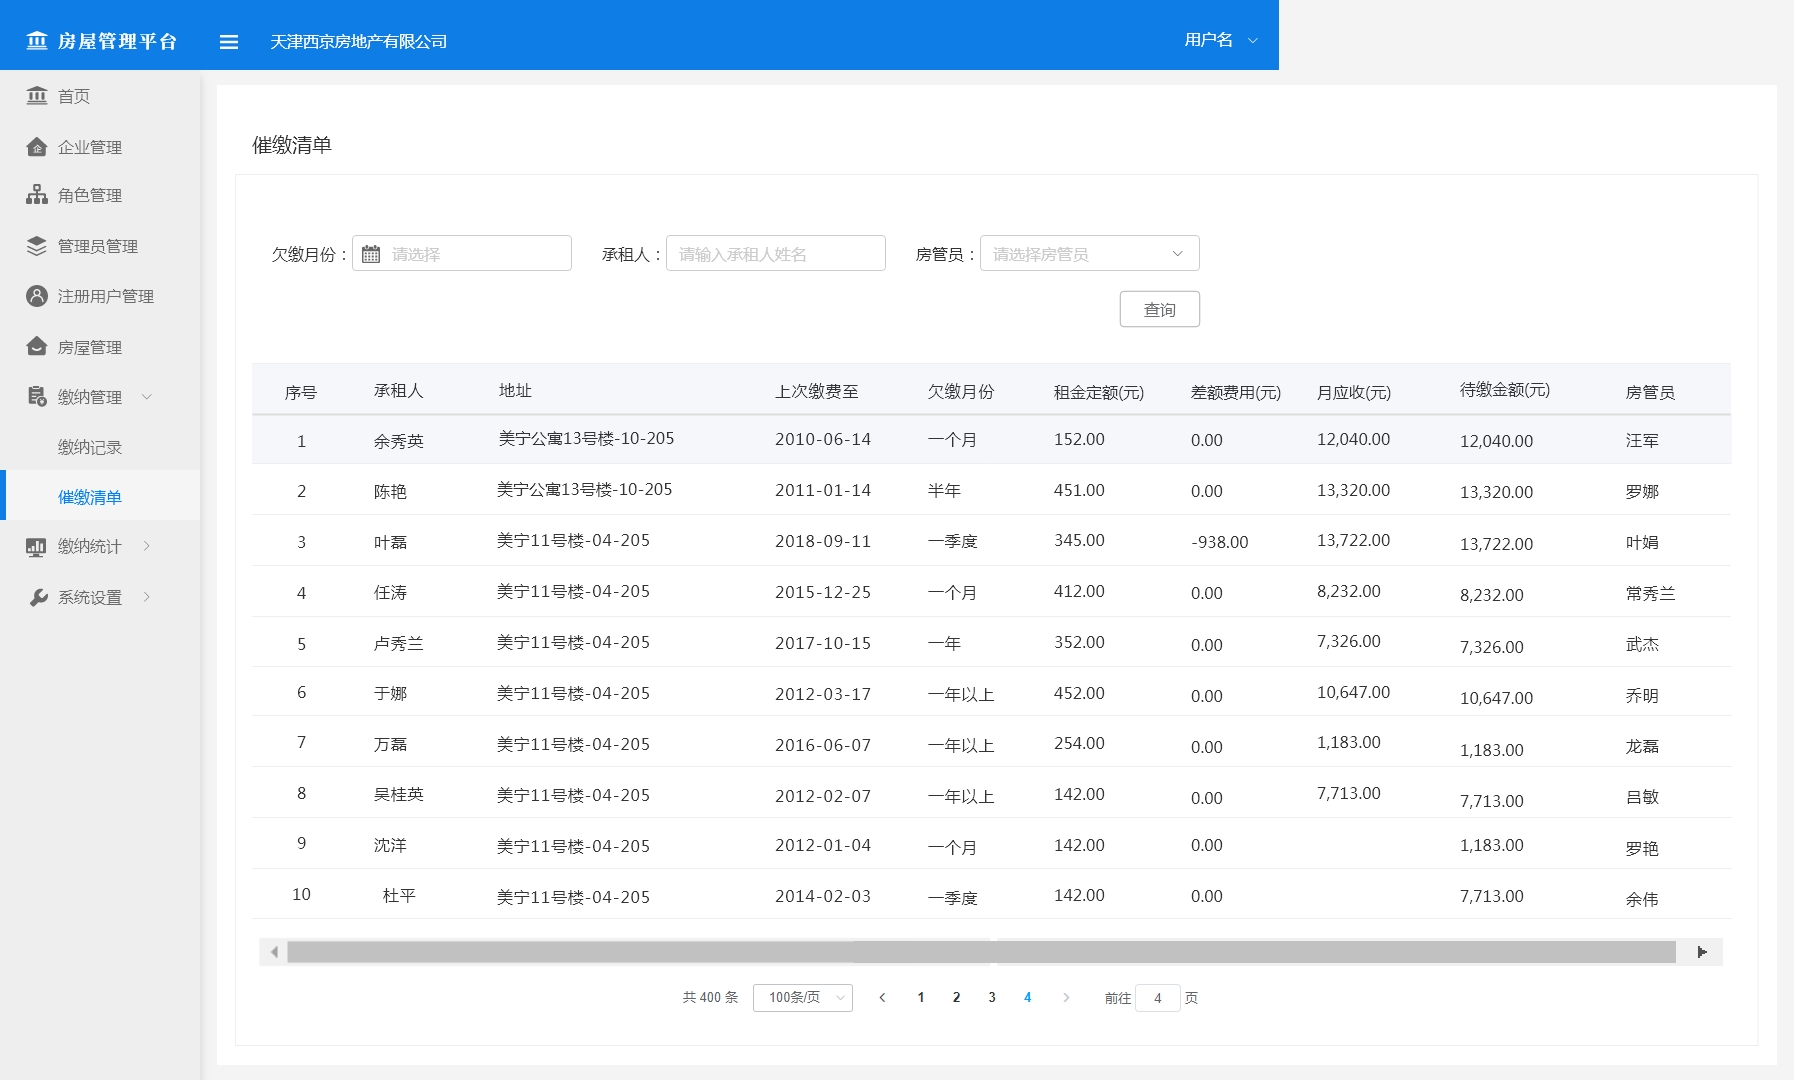 房屋管理平台 天津西京房地产有限公司 用户名
首页
企业管理
角色管理
管理员管理
注册用户管理
房屋管理
缴纳管理
缴纳记录
催缴清单
缴纳统计
系统设置
催缴清单
欠缴月份： 请选择 承租人： 请输入承租人姓名 房管员： 请选择房管员
查询
序号 承租人 地址 上次缴费至 欠缴月份 租金定额(元) 差额费用(元) 月应收(元) 待缴金额(元) 房管员
1 余秀英 美宁公寓13号楼-10-205 2010-06-14 一个月 152.00 0.00 12,040.00 12,040.00 汪军
2 陈艳 美宁公寓13号楼-10-205 2011-01-14 半年 451.00 0.00 13,320.00 13,320.00 罗娜
3 叶磊 美宁11号楼-04-205 2018-09-11 一季度 345.00 -938.00 13,722.00 13,722.00 叶娟
4 任涛 美宁11号楼-04-205 2015-12-25 一个月 412.00 0.00 8,232.00 8,232.00 常秀兰
5 卢秀兰 美宁11号楼-04-205 2017-10-15 一年 352.00 0.00 7,326.00 7,326.00 武杰
6 于娜 美宁11号楼-04-205 2012-03-17 一年以上 452.00 0.00 10,647.00 10,647.00 乔明
7 万磊 美宁11号楼-04-205 2016-06-07 一年以上 254.00 0.00 1,183.00 1,183.00 龙磊
8 吴桂英 美宁11号楼-04-205 2012-02-07 一年以上 142.00 0.00 7,713.00 7,713.00 吕敏
9 沈洋 美宁11号楼-04-205 2012-01-04 一个月 142.00 0.00 1,183.00 罗艳
10 杜平 美宁11号楼-04-205 2014-02-03 一季度 142.00 0.00 7,713.00 余伟
共 400 条 100条/页 1 2 3 4 前往 4 页